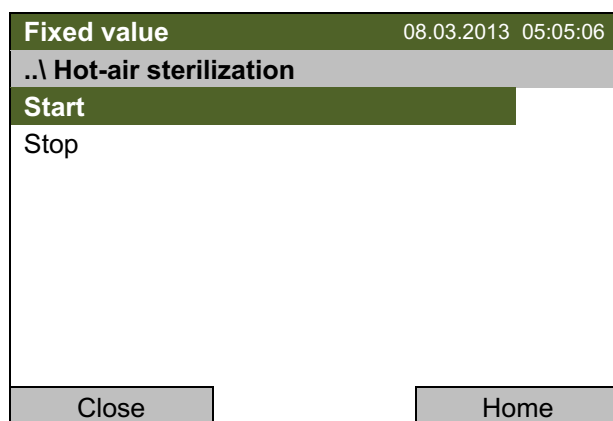 Fixed value 08.03.2013 05:05:06
..\ Hot-air sterilization
Start
Stop
Close Home